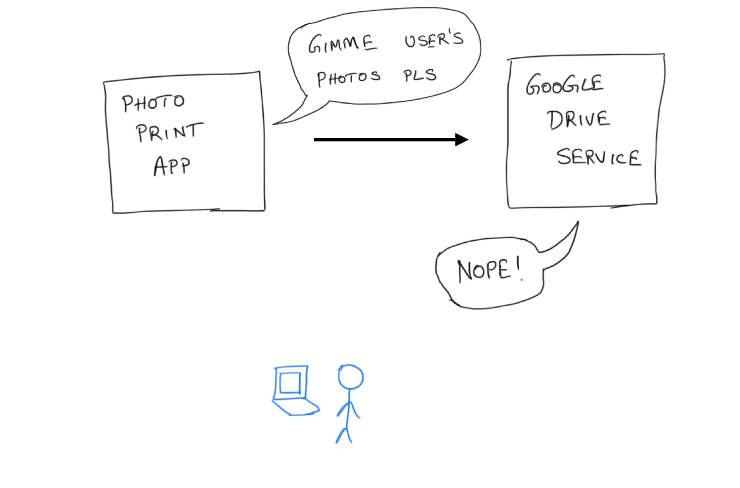 GIMME USER'S
PHOTOS PLS
PHOTO
PRINT
APP
GOOGLE
DRIVE
SERVICE
NOPE!